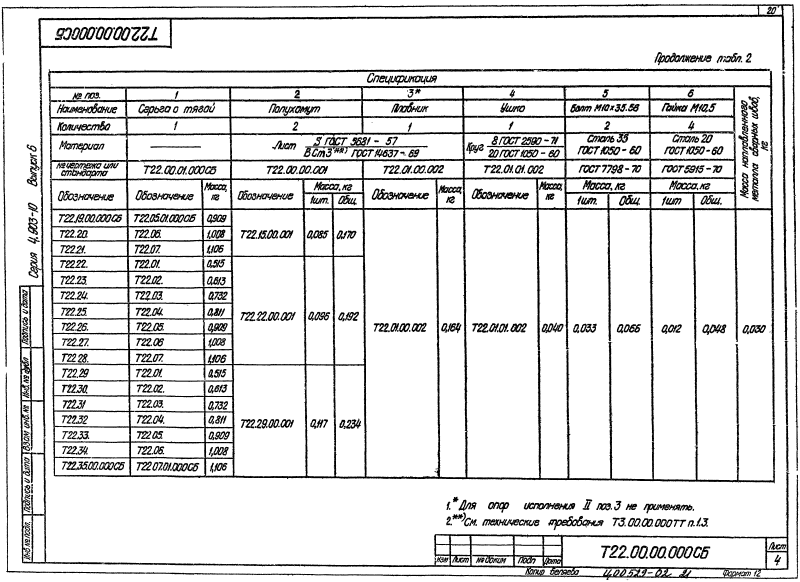 20
Т22.00.00.000СБ
Продолжение табл. 2
Спецификация
№ поз. 1 2 3* 4 5 6
Наименование Серьга с тягой Полухомут Плавник Ушко Болт М10×35.56 Гайка М10,5
Количества 1 2 1 1 2 4
Материал Лист 3 ГОСТ 5681-57 / ВСт3**) ГОСТ 14637-69 Круг 8 ГОСТ 2590-71 / 20 ГОСТ 1050-60 Сталь 35 ГОСТ 1050-60 Сталь 20 ГОСТ 1050-60
№ чертежа или стандарта Т22.00.01.000СБ Т22.00.00.001 Т22.01.00.002 Т22.01.01.002 ГОСТ 7798-70 ГОСТ 5915-70
Масса наплавленного металла сварных швов, кг
Обозначение Обозначение Масса, кг Обозначение Масса, кг Обозначение Масса, кг Обозначение Масса, кг Масса, кг Масса, кг
1шт. Общ. 1шт. Общ. 1шт Общ.
Т22.19.00.000СБ Т22.05.01.000СБ 0,909
Т22.20. Т22.06. 1,008 Т22.15.00.001 0,085 0,170
Т22.21. Т22.07. 1,106
Т22.22. Т22.01. 0,515
Т22.23. Т22.02. 0,613
Т22.24. Т22.03. 0,732
Т22.25. Т22.04. 0,811
Т22.26. Т22.05. 0,909 Т22.22.00.001 0,096 0,192 Т22.01.00.002 0,164 Т22.01.01.002 0,040 0,033 0,066 0,012 0,048 0,030
Т22.27. Т22.06 1,008
Т22.28. Т22.07. 1,106
Т22.29 Т22.01. 0,515
Т22.30. Т22.02. 0,613
Т22.31 Т22.03. 0,732
Т22.32 Т22.04. 0,811 Т22.29.00.001 0,117 0,234
Т22.33. Т22.05. 0,909
Т22.34. Т22.06. 1,008
Т22.35.00.000СБ Т22.07.01.000СБ 1,106
1.* Для опор исполнения II поз.3 не применять.
2.**) См. технические требования Т3.00.00.000ТТ п.1.3.
Серия 4.903-10 Выпуск 6
Подпись и дата
Инв. № дубл
Взам инв. №
Подпись и дата
Инв № подл.
Изм Лист № докум Подп Дата
Т22.00.00.000СБ
Лист
4
Копир Беляева 4.00529-02 21 Формат 12